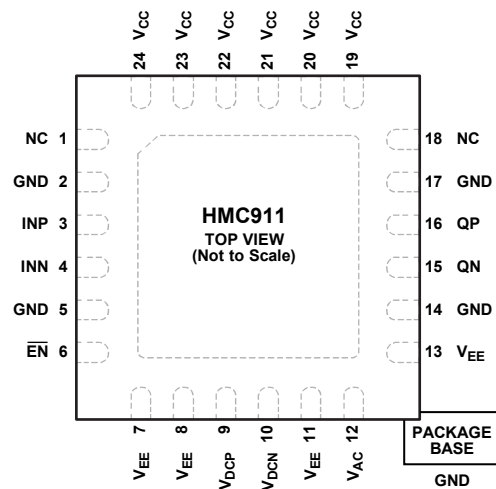 VCC VCC VCC VCC VCC VCC
24 23 22 21 20 19
NC 1
GND 2
INP 3
INN 4
GND 5
E̅N̅ 6
HMC911
TOP VIEW
(Not to Scale)
18 NC
17 GND
16 QP
15 QN
14 GND
13 VEE
7 8 9 10 11 12
VEE VEE VDCP VDCN VEE VAC
PACKAGE
BASE
GND